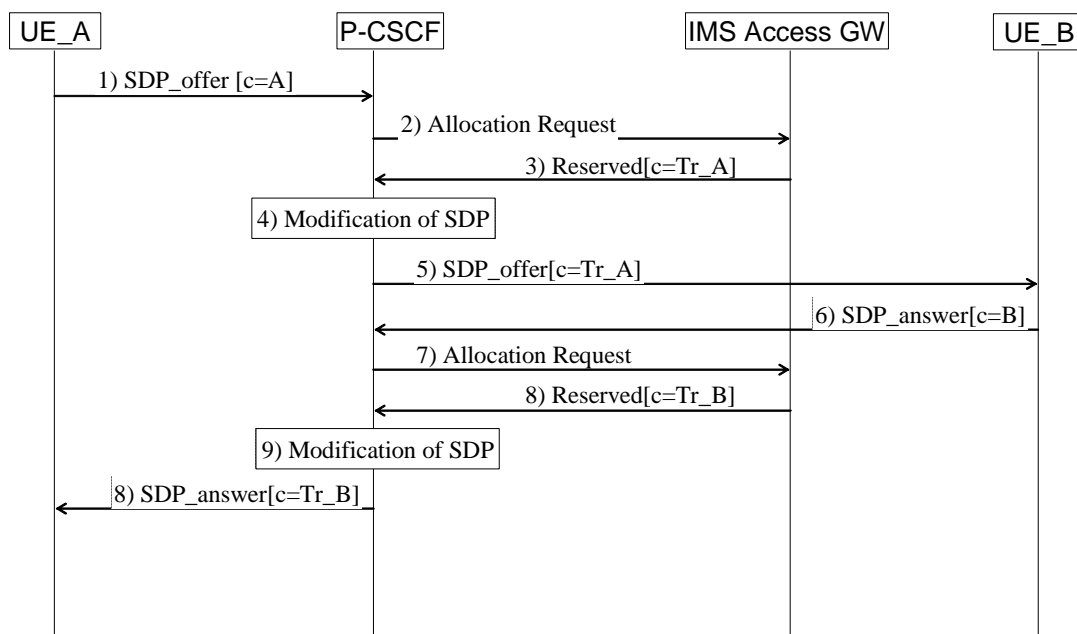 UE_A
P-CSCF
IMS Access GW
UE_B
1) SDP_offer [c=A]
2) Allocation Request
3) Reserved[c=Tr_A]
4) Modification of SDP
5) SDP_offer[c=Tr_A]
6) SDP_answer[c=B]
7) Allocation Request
8) Reserved[c=Tr_B]
9) Modification of SDP
8) SDP_answer[c=Tr_B]